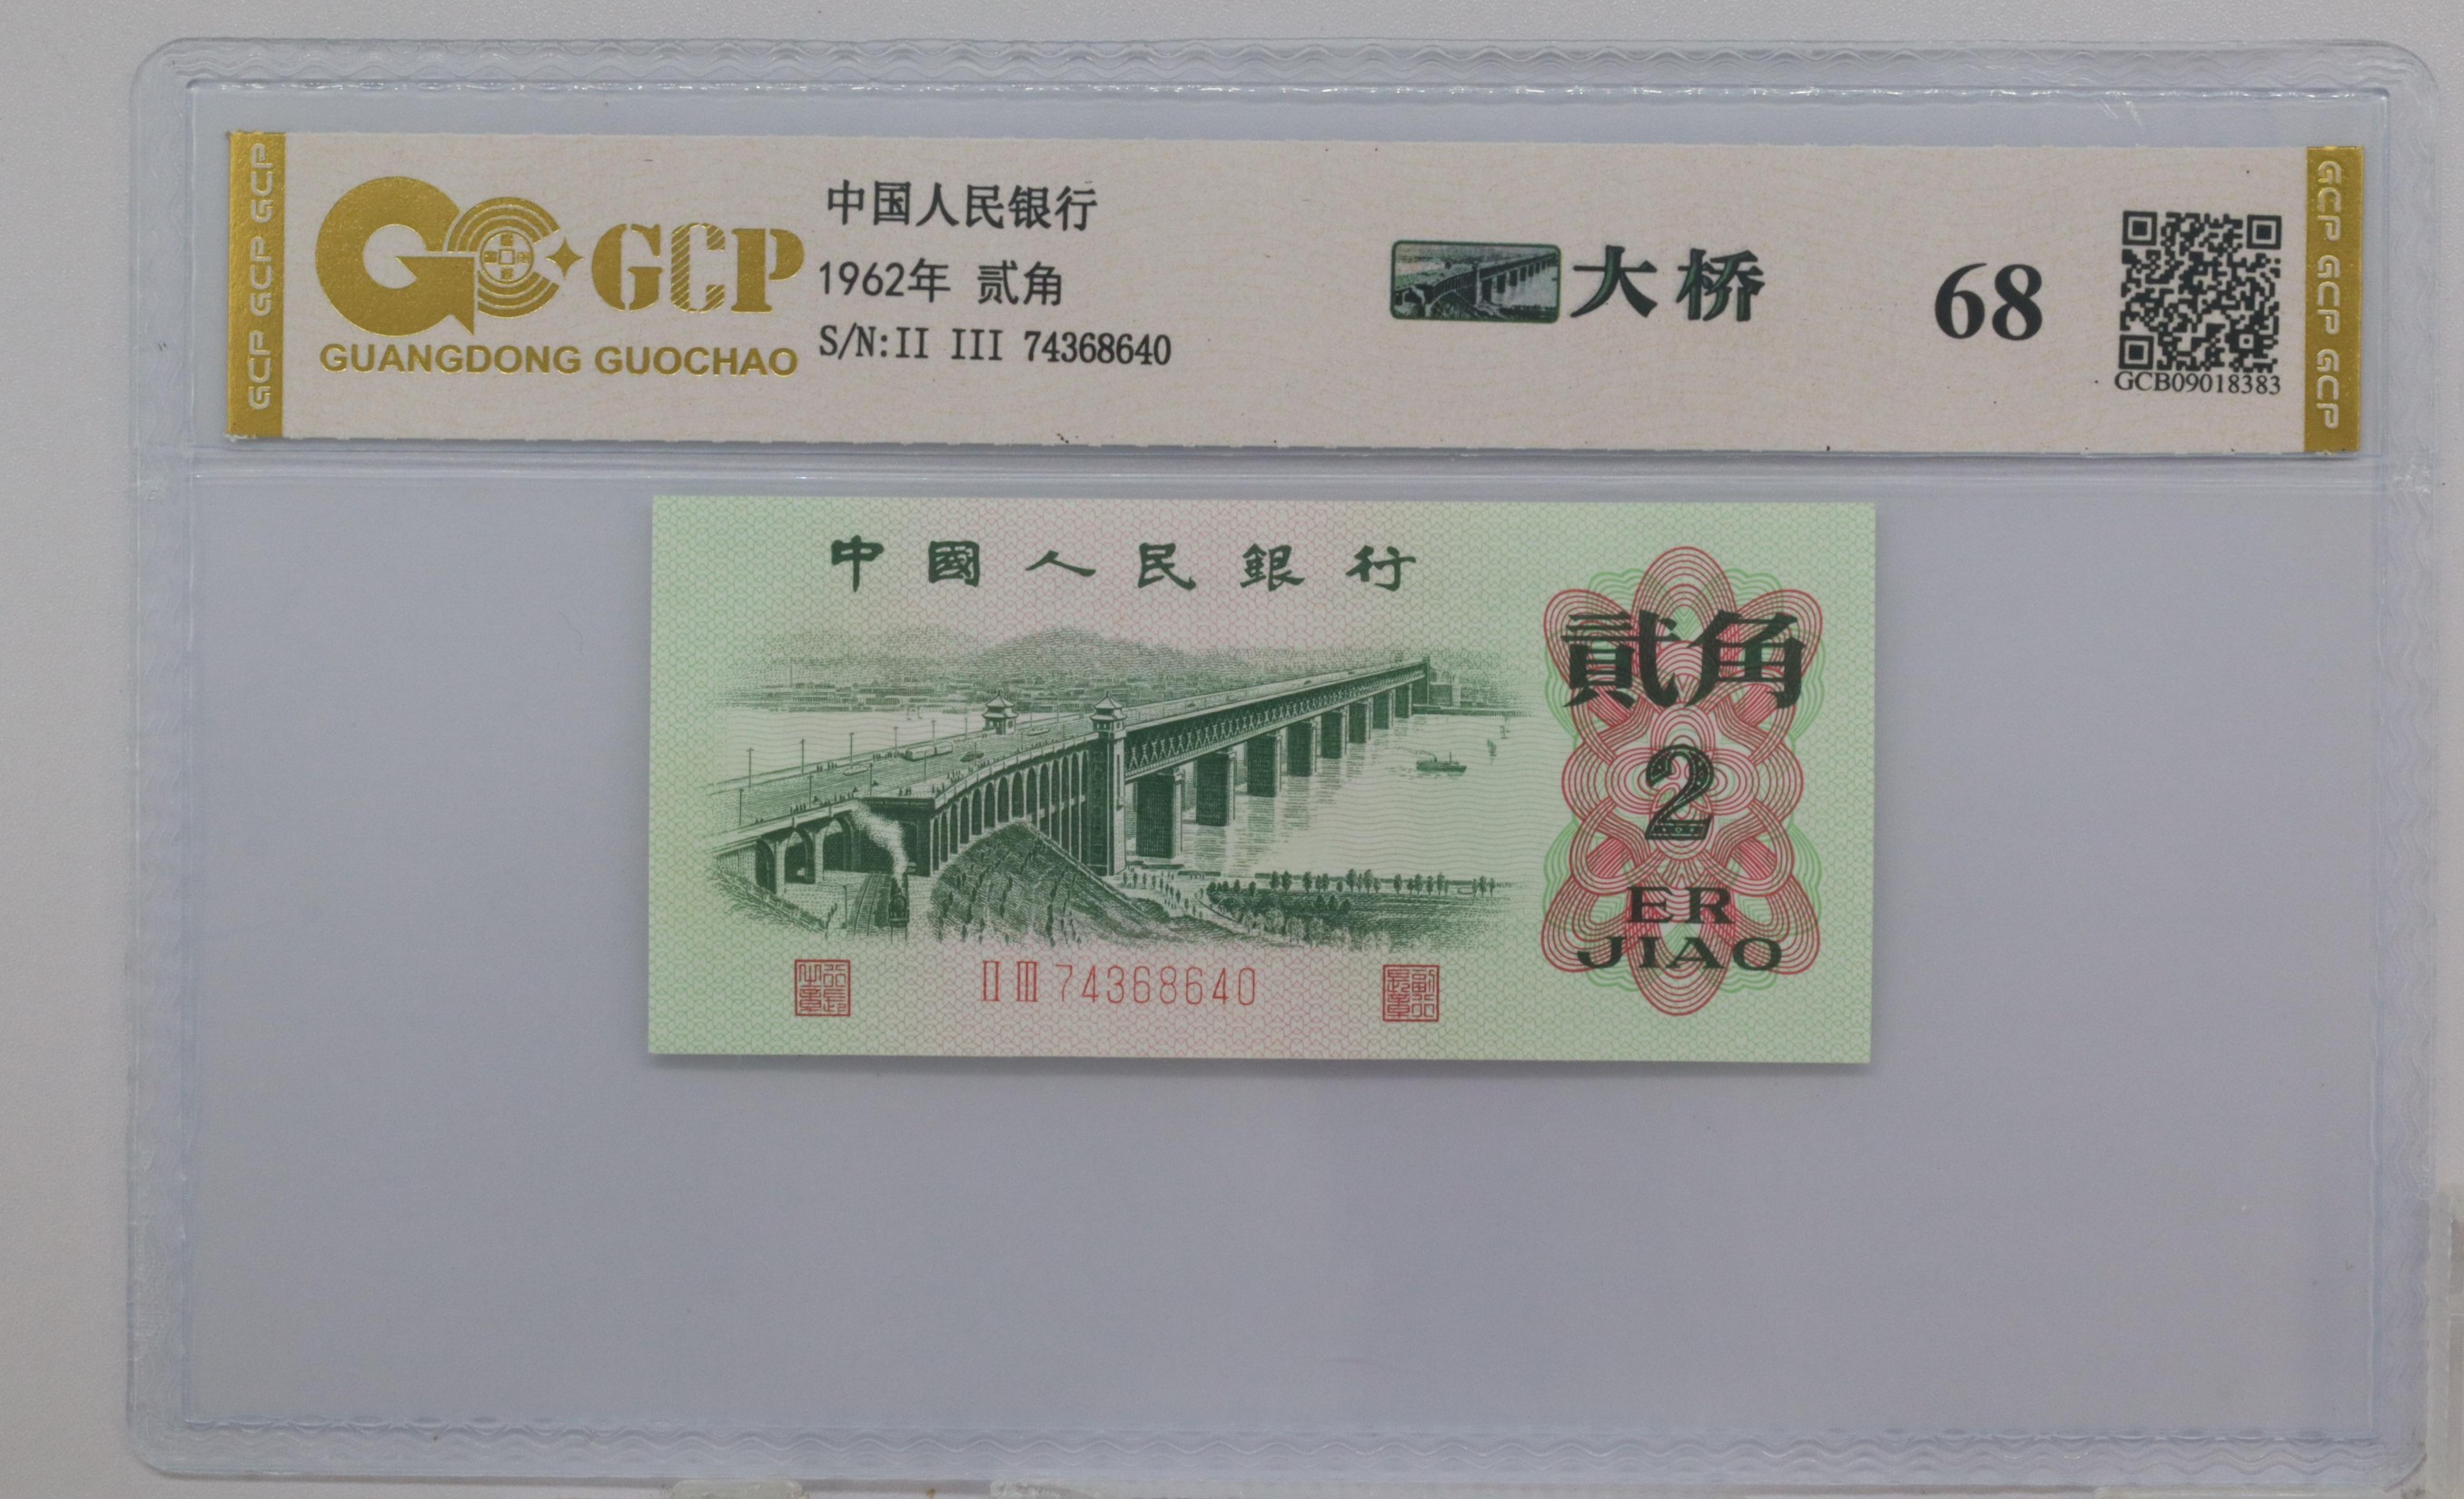 GCP GCP GCP
GCP
GUANGDONG GUOCHAO
中国人民银行
1962年 贰角
S/N:II III 74368640
大桥
68
GCB09018383
GCP GCP GCP
中國人民銀行
貳角
2
ER
JIAO
II III 74368640